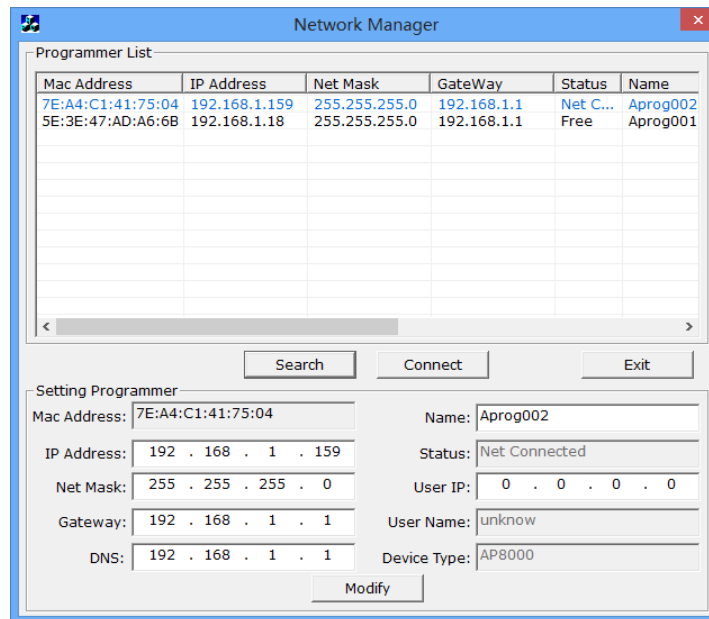 Network Manager
Programmer List
Mac Address IP Address Net Mask GateWay Status Name
7E:A4:C1:41:75:04 192.168.1.159 255.255.255.0 192.168.1.1 Net C... Aprog002
5E:3E:47:AD:A6:6B 192.168.1.18 255.255.255.0 192.168.1.1 Free Aprog001
Search Connect Exit
Setting Programmer
Mac Address: 7E:A4:C1:41:75:04 Name: Aprog002
IP Address: 192 . 168 . 1 . 159 Status: Net Connected
Net Mask: 255 . 255 . 255 . 0 User IP: 0 . 0 . 0 . 0
Gateway: 192 . 168 . 1 . 1 User Name: unknow
DNS: 192 . 168 . 1 . 1 Device Type: AP8000
Modify